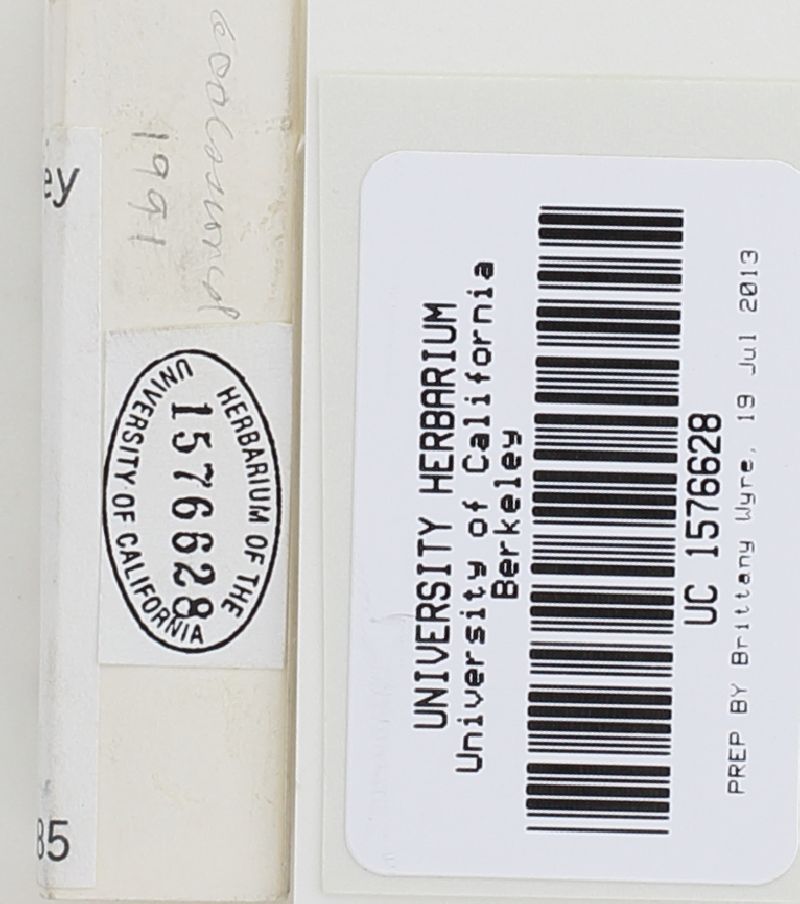 ey
85
1991
HERBARIUM OF THE
1576628
UNIVERSITY OF CALIFORNIA
UNIVERSITY HERBARIUM
University of California
Berkeley
UC 1576628
PREP BY Brittany Wyre, 19 Jul 2013